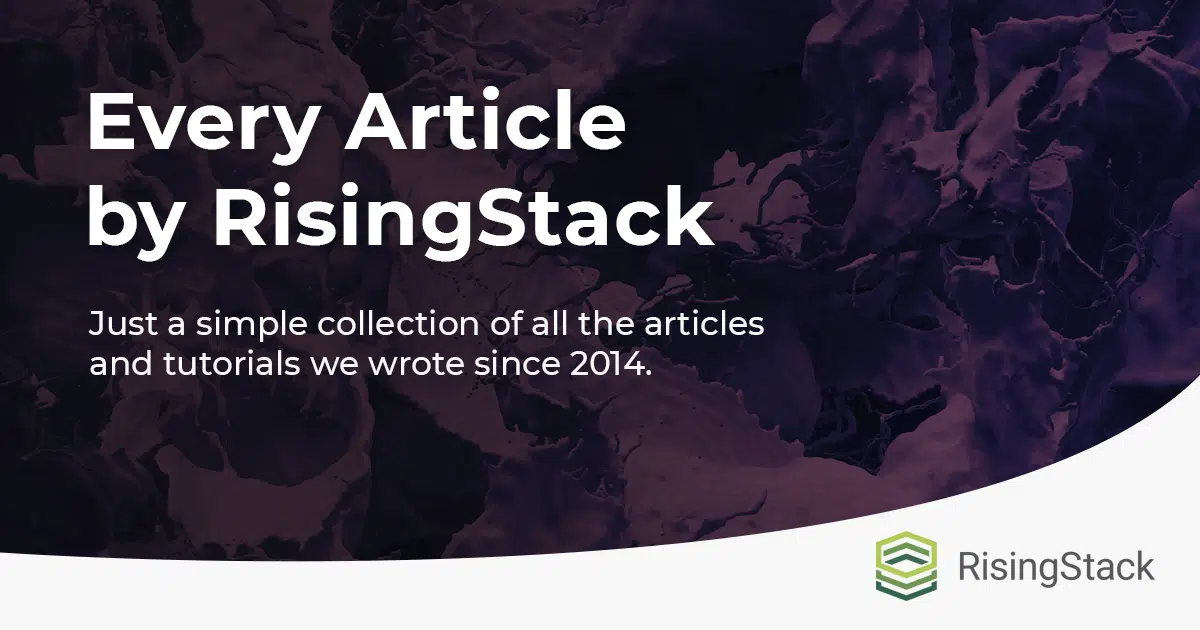 Every Article
by RisingStack
Just a simple collection of all the articles
and tutorials we wrote since 2014.
RisingStack